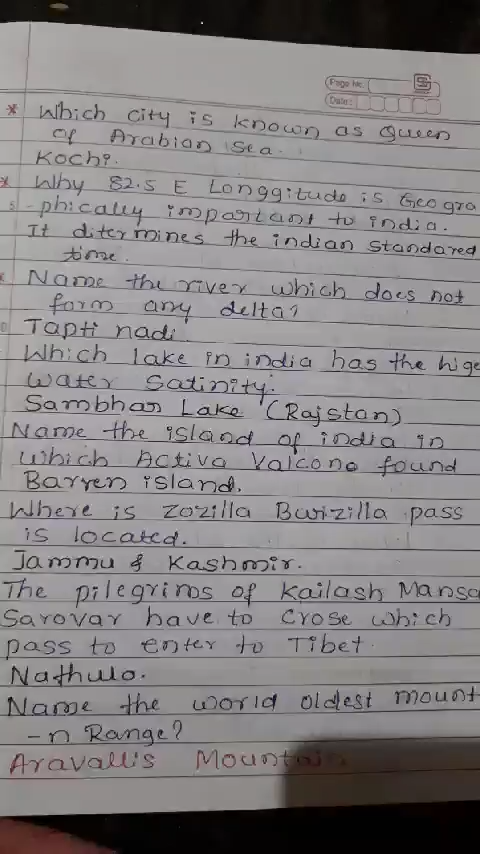 Page No.
Date:
* Which city is known as queen
of Arabian sea.
Kochi.
* Why 82.5 E Longgitude is Geogra
s -phically important to india.
It ditermines the indian standared
time.
Name the river which does not
form any delta?
Tapti nadi.
Which lake in india has the hige
water Satinity.
Sambhar Lake (Rajstan)
Name the island of india in
which Activa Valcono found
Barren island.
Where is zozilla Burzilla pass
is located.
Jammu & Kashmir.
The pilegrims of Kailash Mansa
Sarovar have to Crose which
pass to enter to Tibet.
Nathulo.
Name the world oldest mount
-n Range?
Aravallis Mountain